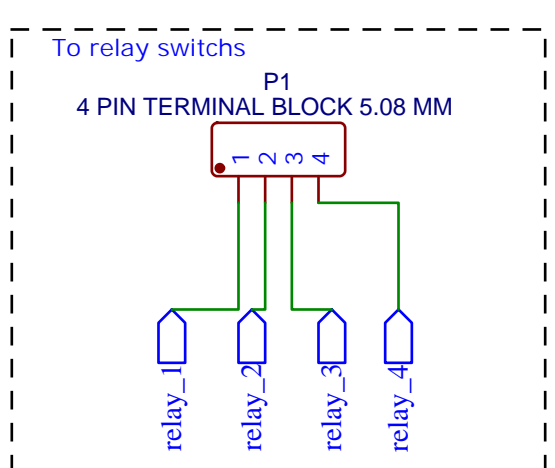 To relay switchs
P1
4 PIN TERMINAL BLOCK 5.08 MM
1 2 3 4
relay_1 relay_2 relay_3 relay_4